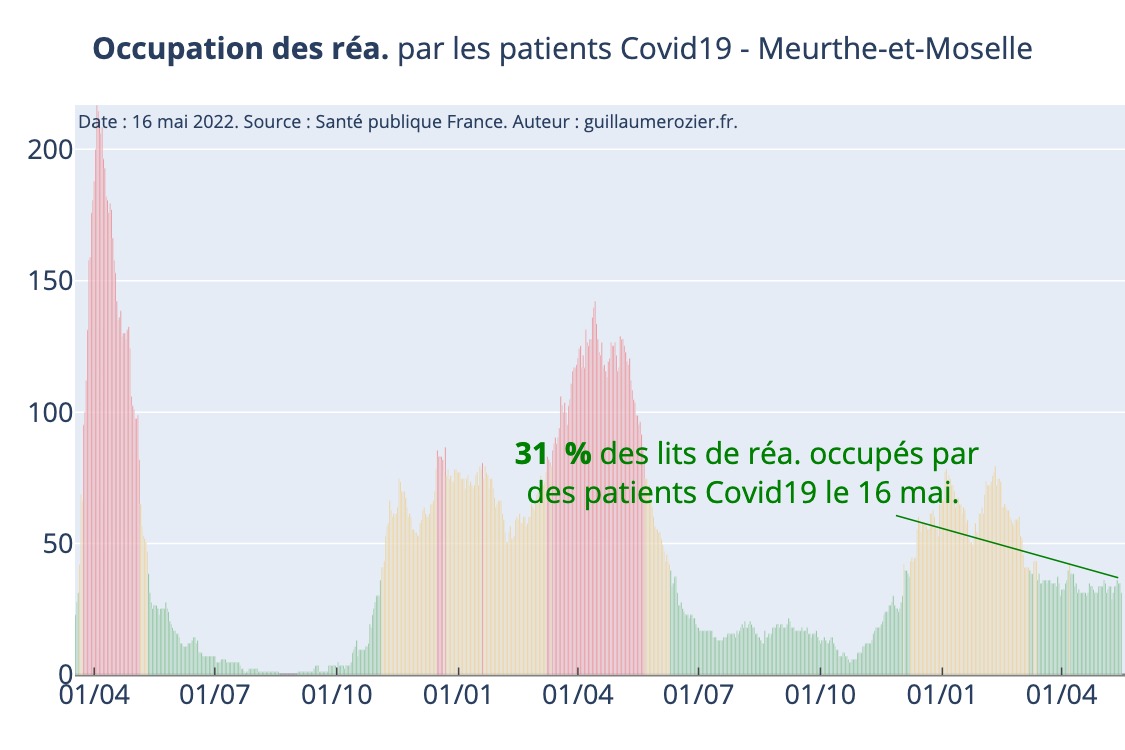 Occupation des réa. par les patients Covid19 - Meurthe-et-Moselle
Date : 16 mai 2022. Source : Santé publique France. Auteur : guillaumerozier.fr.
200
150
100
50
0
31 % des lits de réa. occupés par
des patients Covid19 le 16 mai.
01/04 01/07 01/10 01/01 01/04 01/07 01/10 01/01 01/04